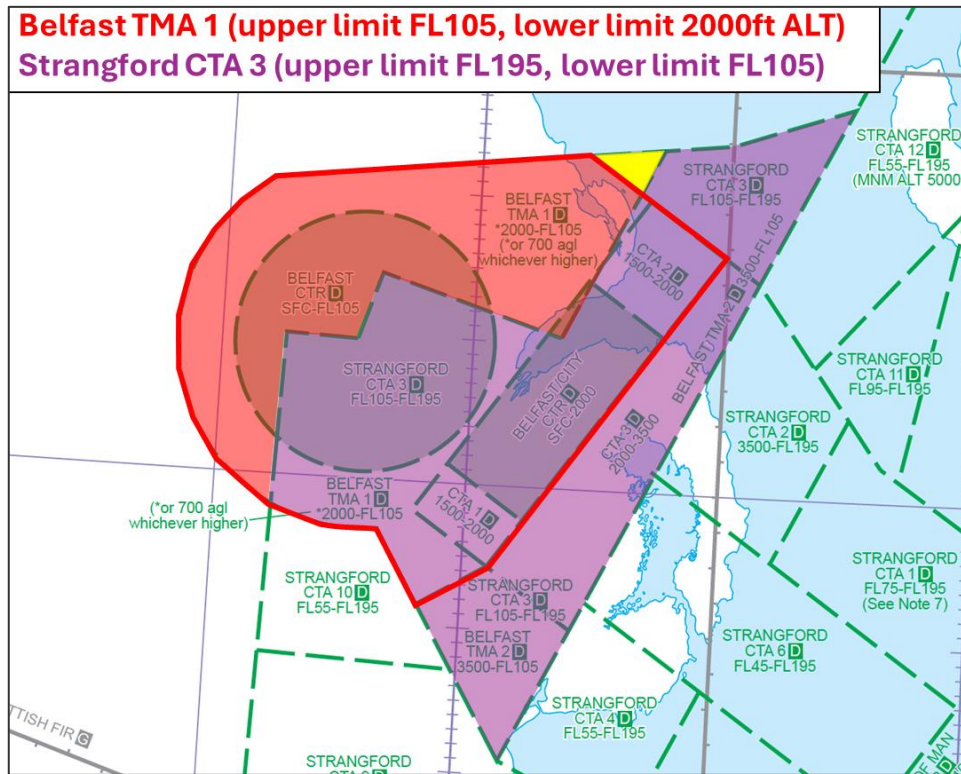 Belfast TMA 1 (upper limit FL105, lower limit 2000ft ALT)
Strangford CTA 3 (upper limit FL195, lower limit FL105)
STRANGFORD
CTA 12 D
FL55-FL195
(MNM ALT 5000
STRANGFORD
CTA 3 D
FL105-FL195
BELFAST
TMA 1 D
*2000-FL105
(*or 700 agl
whichever higher)
CTA 2 D
1500-2000
BELFAST
CTR D
SFC-FL105
BELFAST/TMA-2 D 3500-FL105
STRANGFORD
CTA 3 D
FL105-FL195
STRANGFORD
CTA 11 D
FL95-FL195
BELFAST/CITY
CTR D
SFC-2000
STRANGFORD
CTA 2 D
3500-FL195
CTA-3 D
2000-3500
BELFAST
TMA 1 D
*2000-FL105
(*or 700 agl
whichever higher)
CTA 1 D
1500-2000
STRANGFORD
CTA 10 D
FL55-FL195
STRANGFORD
CTA 3 D
FL105-FL195
BELFAST
TMA 2 D
3500-FL105
STRANGFORD
CTA 1 D
FL75-FL195
(See Note 7)
STRANGFORD
CTA 6 D
FL45-FL195
STRANGFORD
CTA 4 D
FL55-FL195
TTISH FIR G
STRANGFORD
OF MAN